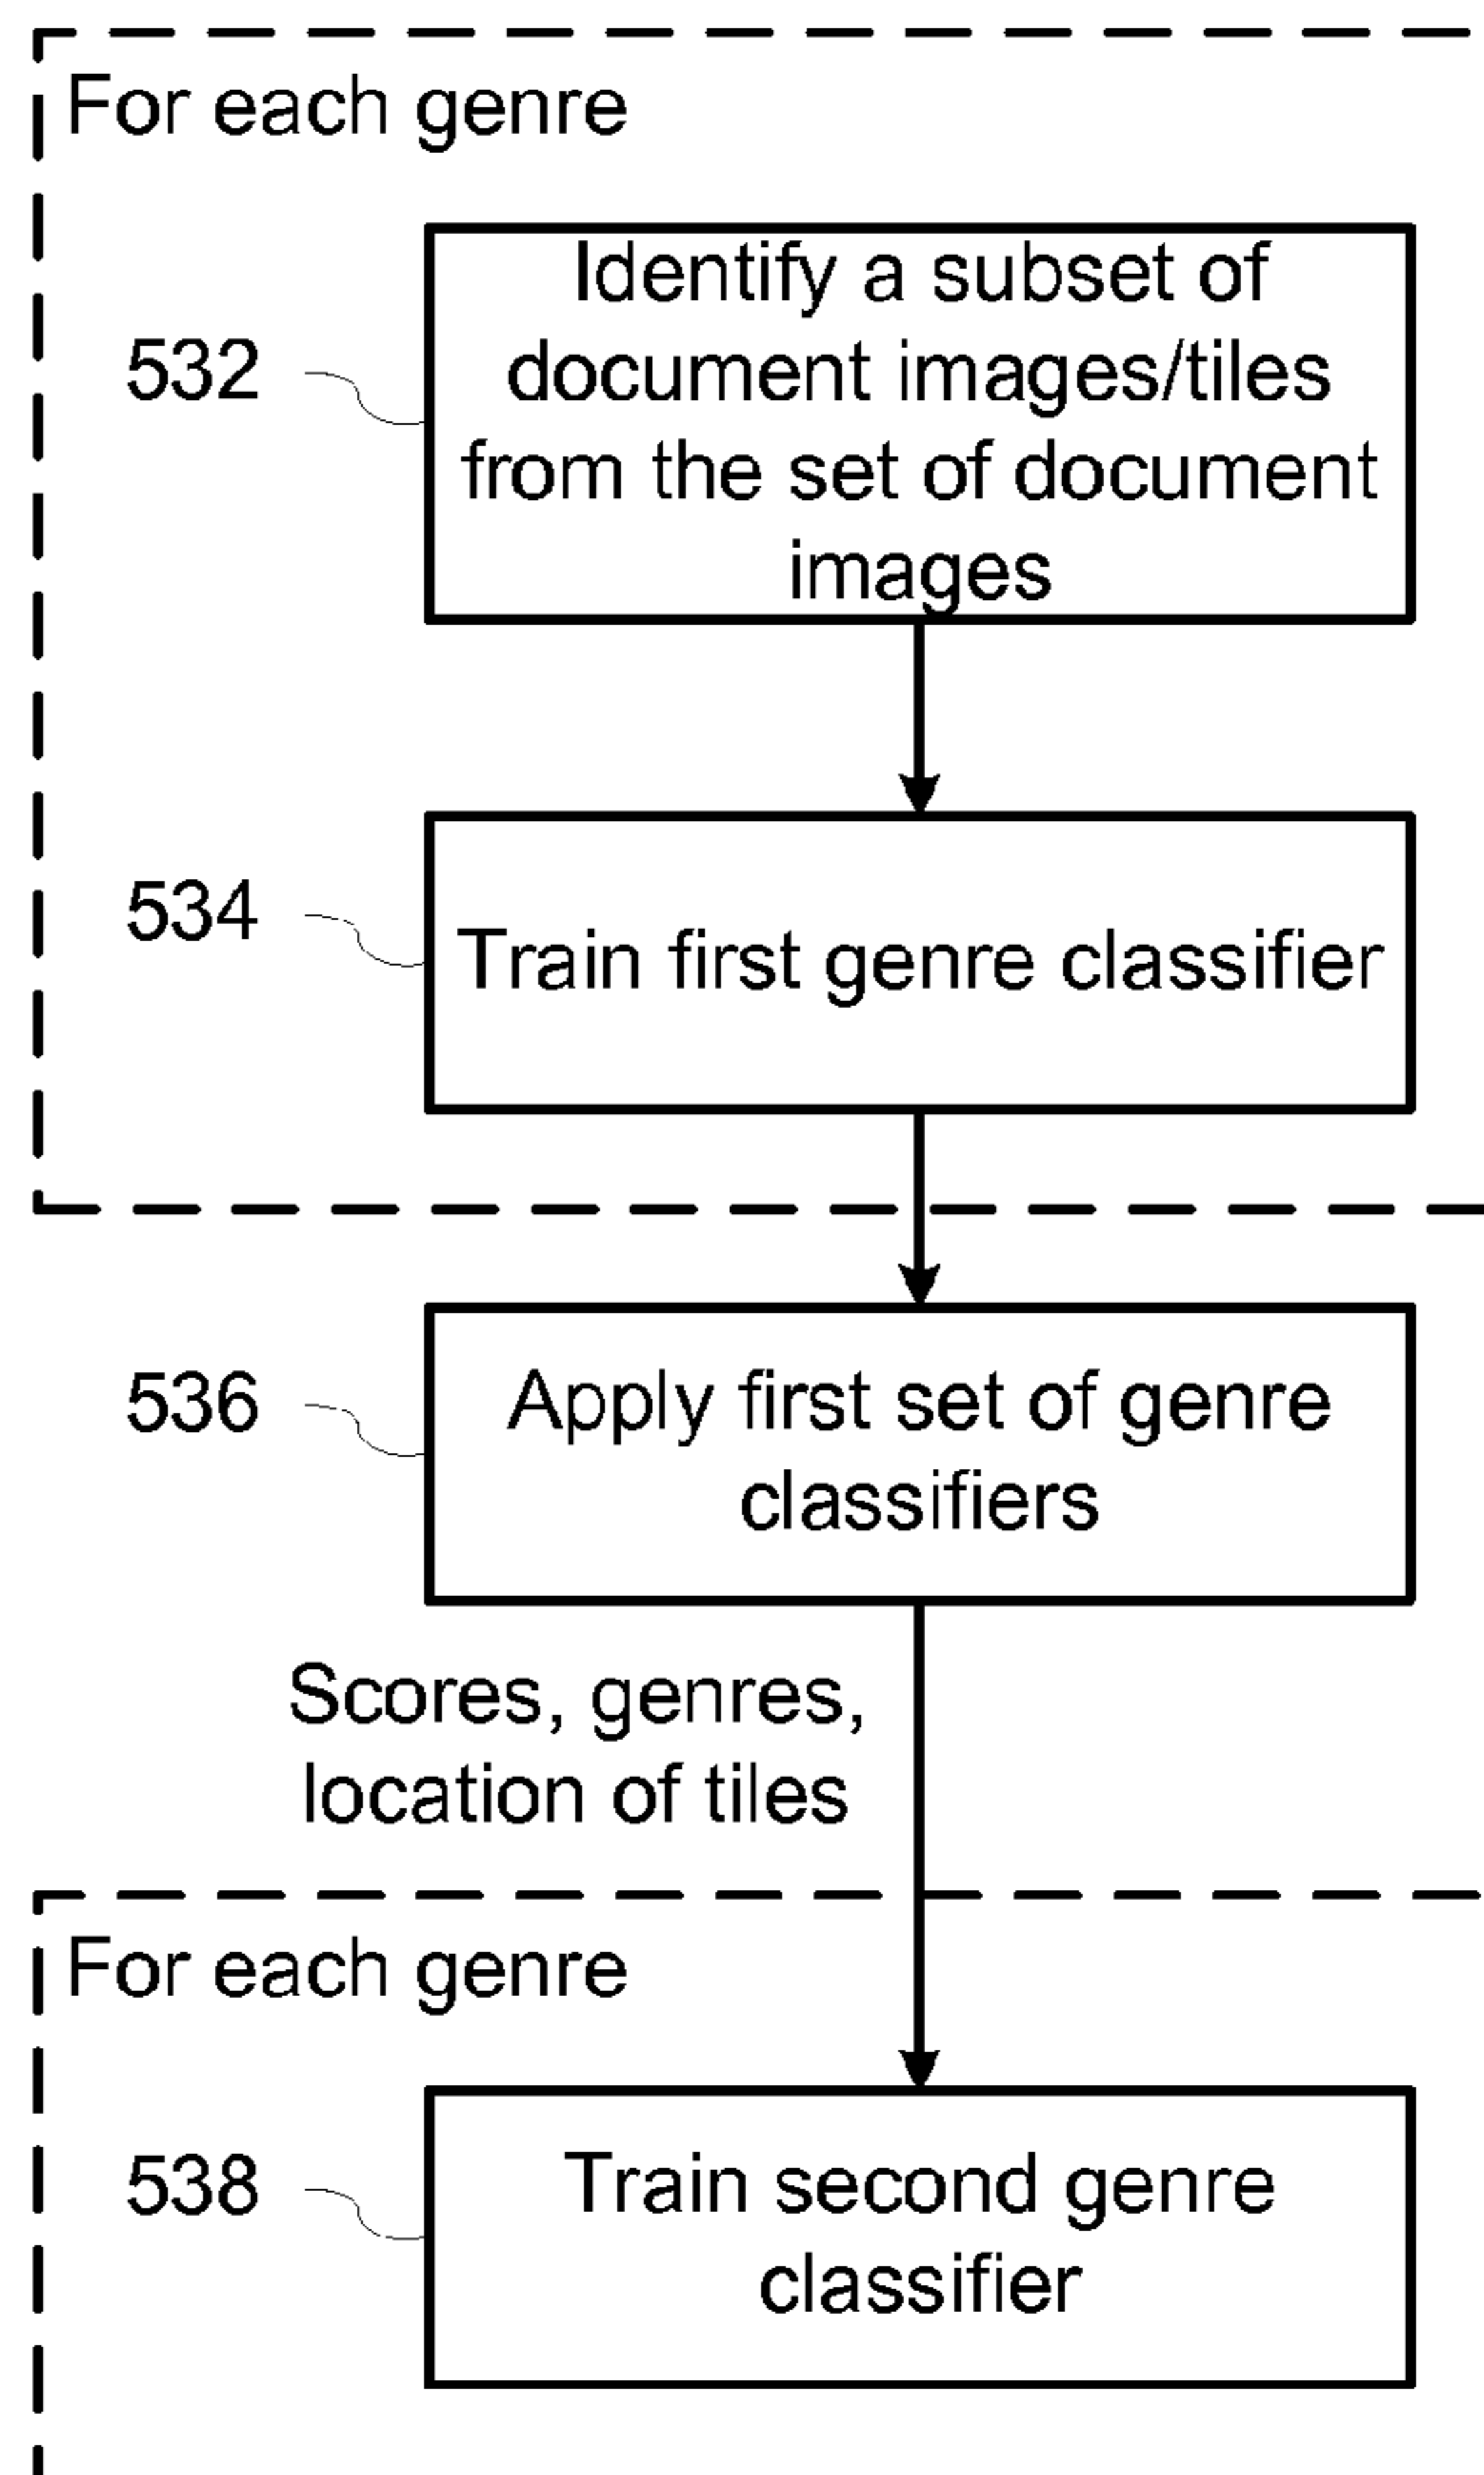 For each genre
Identify a subset of
532
document images/tiles
from the set of document
images
534
Train first genre classifier
536
Apply first set of genre
classifiers
Scores, genres,
location of tiles
For each genre
538
Train second genre
classifier